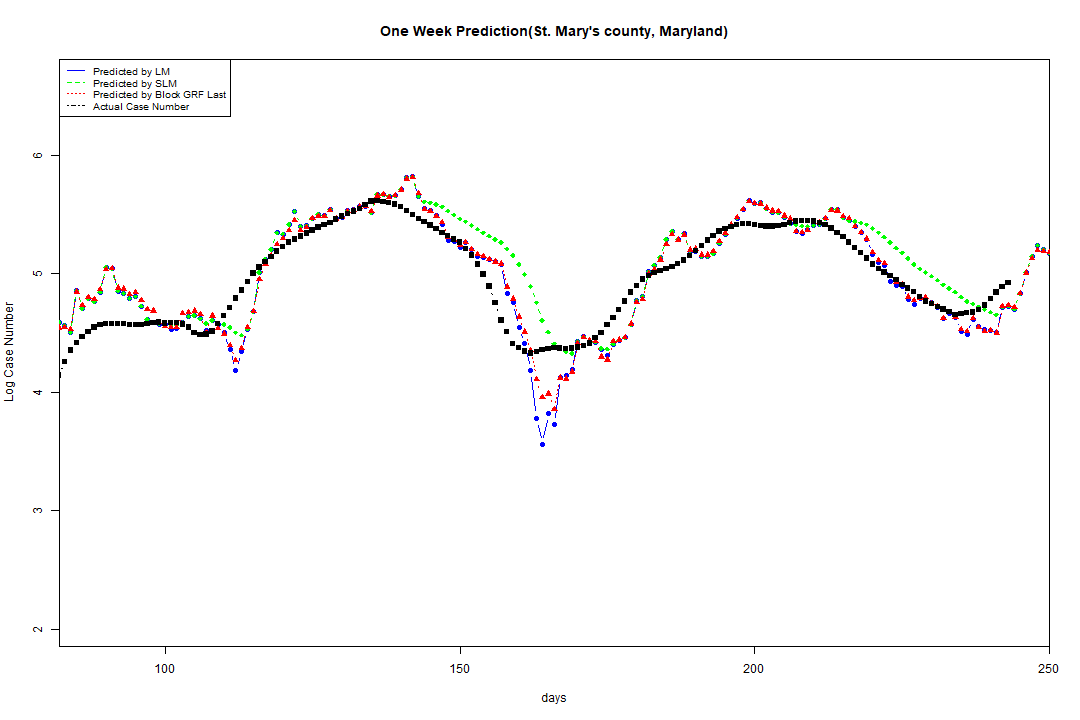 One Week Prediction(St. Mary's county, Maryland)
Predicted by LM
Predicted by SLM
Predicted by Block GRF Last
Actual Case Number
6
5
4
3
2
Log Case Number
100 150 200 250
days